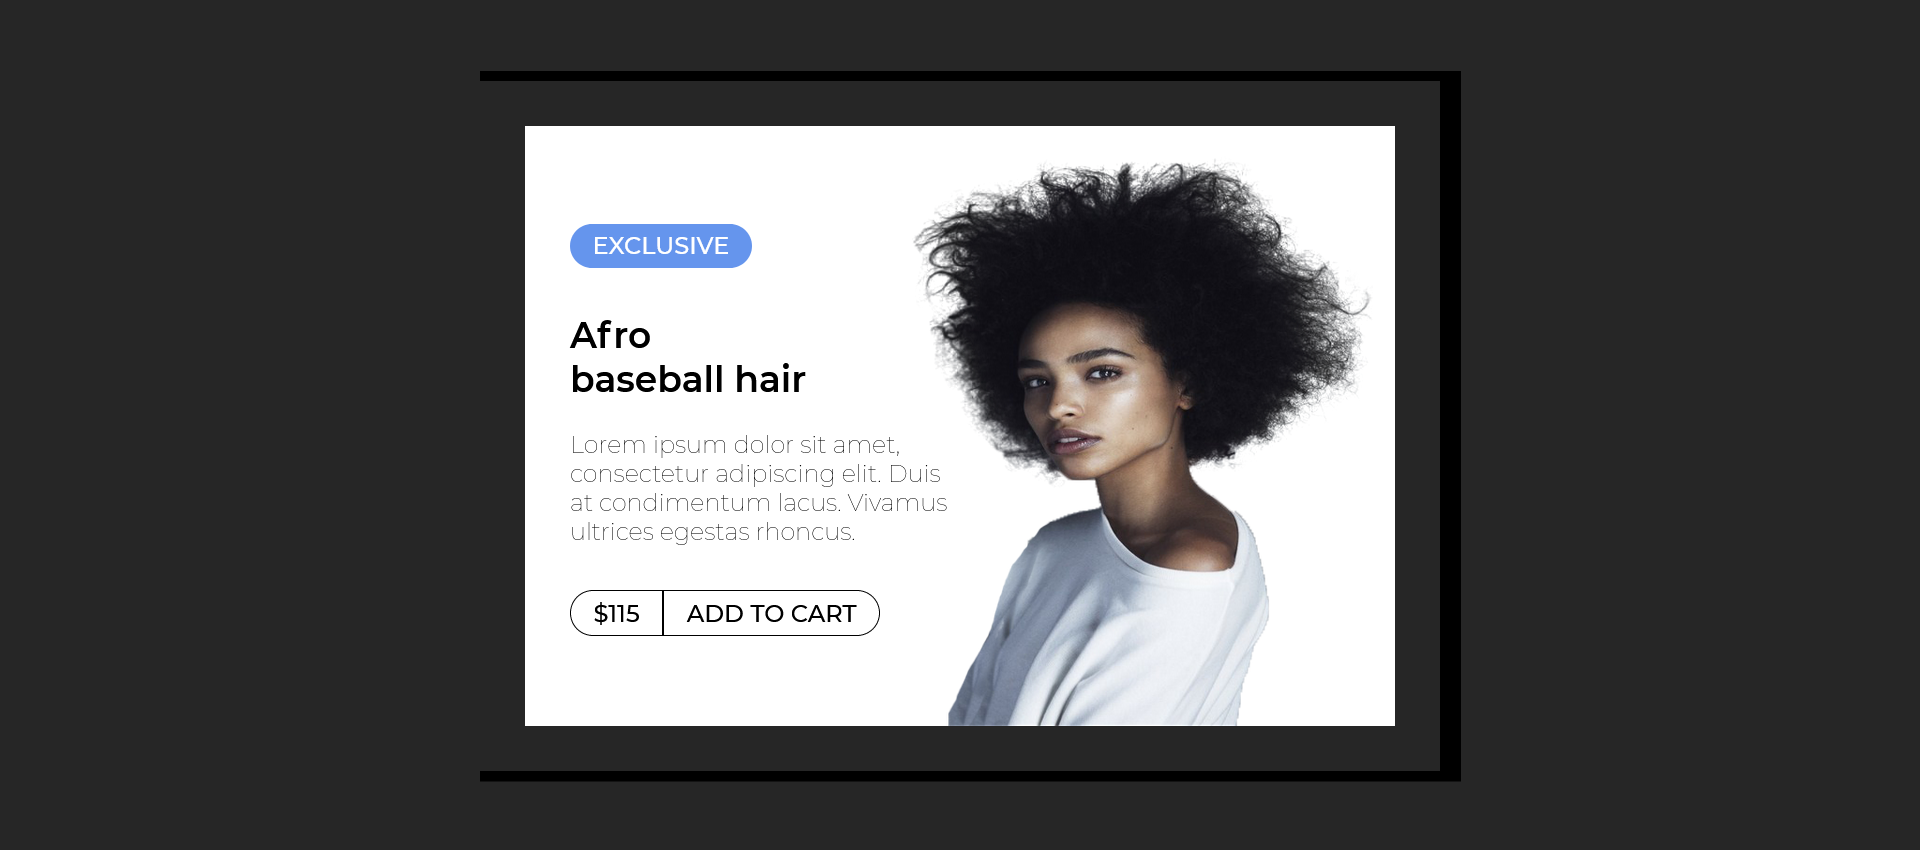 EXCLUSIVE
Afro
baseball hair
Lorem ipsum dolor sit amet,
consectetur adipiscing elit. Duis
at condimentum lacus. Vivamus
ultrices egestas rhoncus.
$115 ADD TO CART